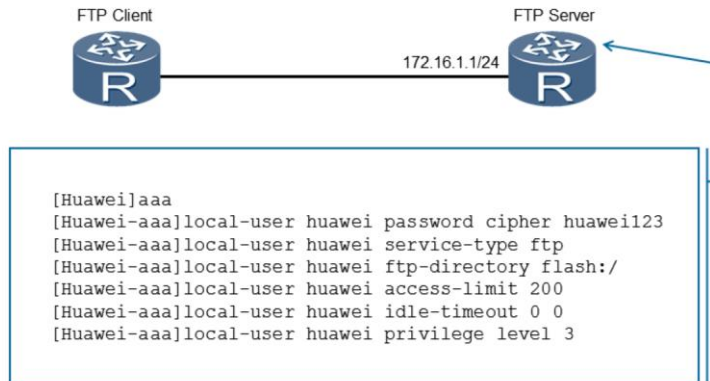 FTP Client
FTP Server
172.16.1.1/24
R
R
[Huawei]aaa
[Huawei-aaa]local-user huawei password cipher huawei123
[Huawei-aaa]local-user huawei service-type ftp
[Huawei-aaa]local-user huawei ftp-directory flash:/
[Huawei-aaa]local-user huawei access-limit 200
[Huawei-aaa]local-user huawei idle-timeout 0 0
[Huawei-aaa]local-user huawei privilege level 3